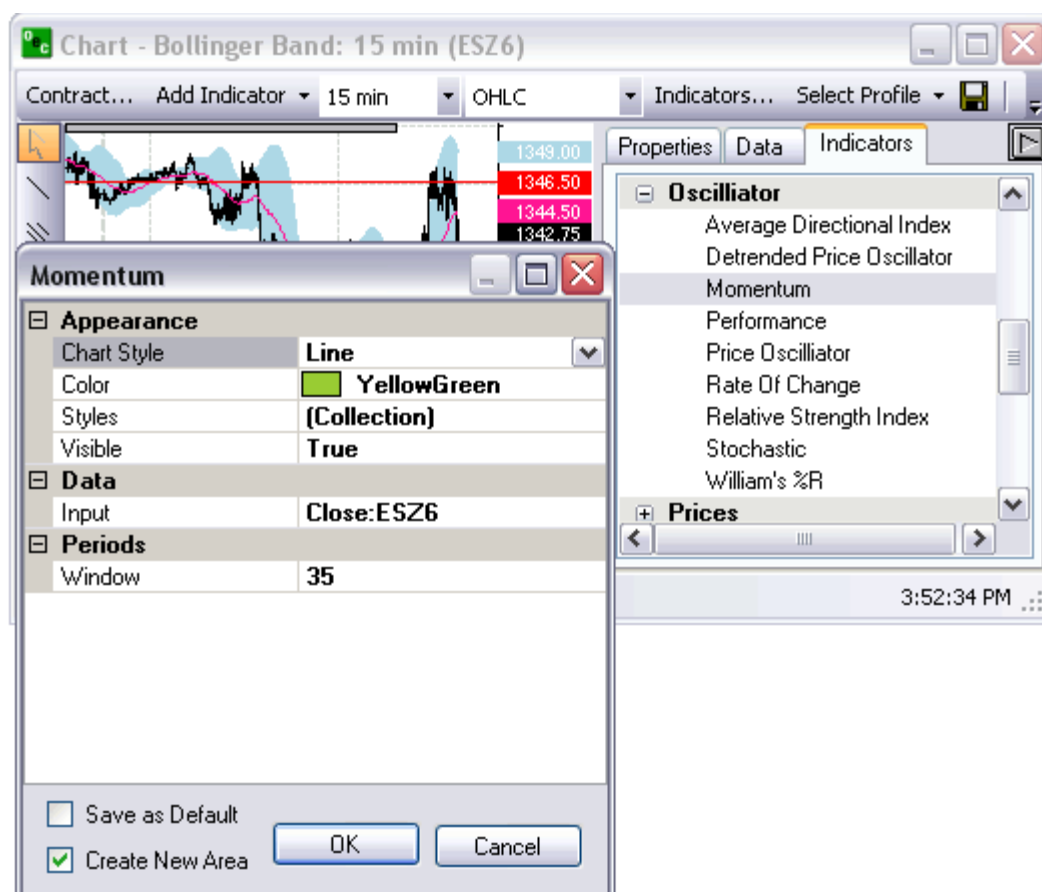 Oec Chart - Bollinger Band: 15 min (ESZ6)
Contract... Add Indicator 15 min OHLC Indicators... Select Profile
Properties Data Indicators
1349.00
1346.50
1344.50
1342.75
Oscilliator
Average Directional Index
Detrended Price Oscillator
Momentum
Performance
Price Oscilliator
Rate Of Change
Relative Strength Index
Stochastic
William's %R
Prices
3:52:34 PM
Momentum
Appearance
Chart Style Line
Color YellowGreen
Styles (Collection)
Visible True
Data
Input Close:ESZ6
Periods
Window 35
Save as Default
Create New Area
OK Cancel